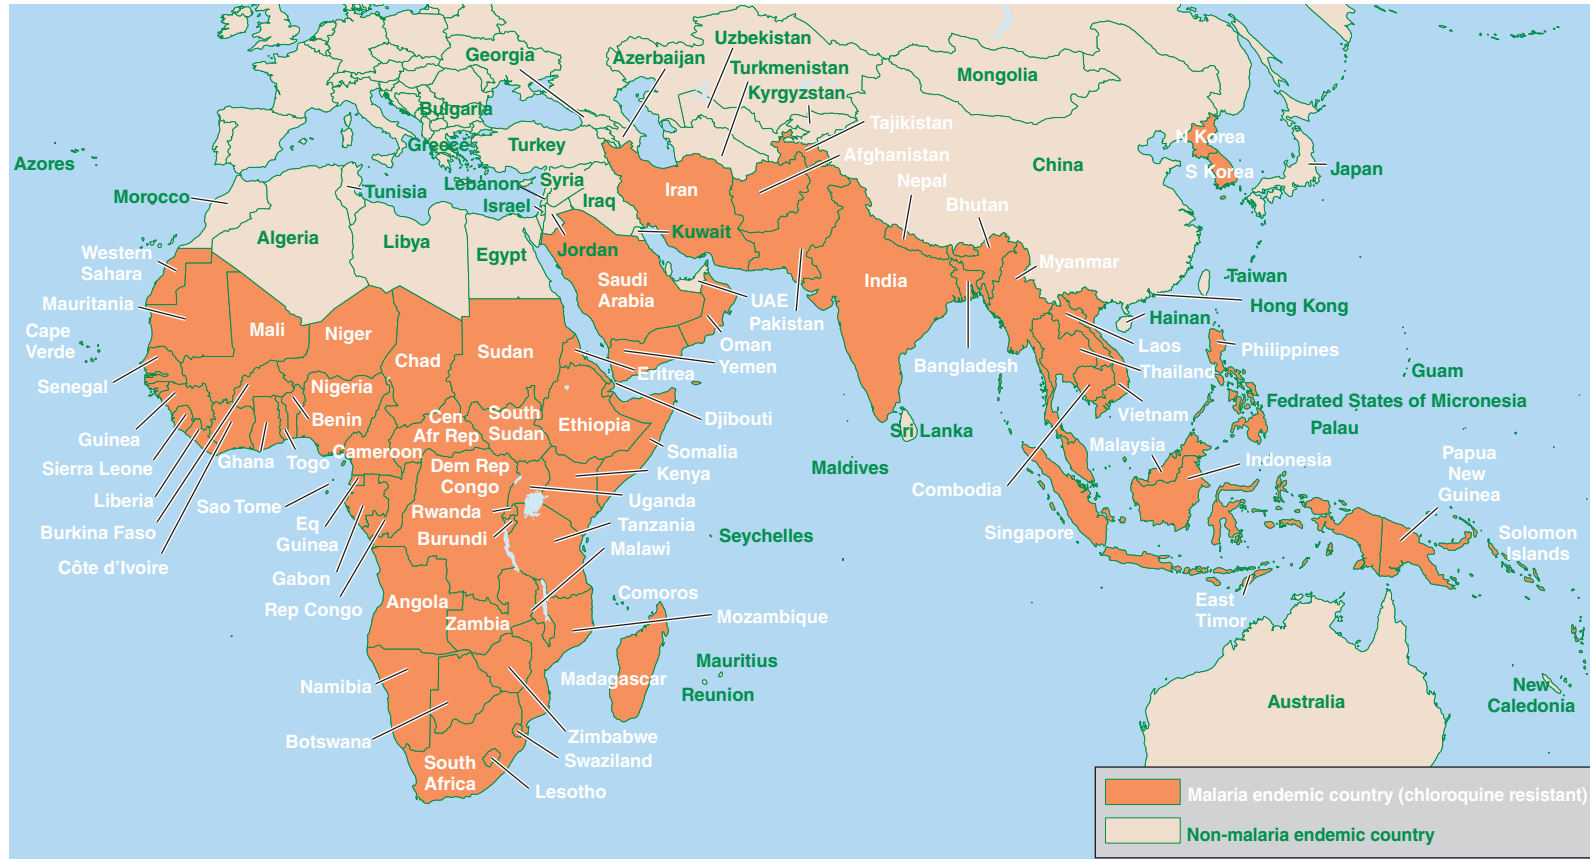 Uzbekistan
Georgia
Azerbaijan
Turkmenistan
Mongolia
Kyrgyzstan
Bulgaria
Tajikistan
N Korea
Greece
Turkey
Afghanistan
Azores
China
Japan
S Korea
Lebanon
Syria
Nepal
Iran
Tunisia
Morocco
Israel
Iraq
Bhutan
Kuwait
Algeria
Libya
Egypt
Jordan
Western
Sahara
Myanmar
Saudi
Arabia
India
Taiwan
Mauritania
UAE
Hong Kong
Pakistan
Hainan
Cape
Verde
Mali
Niger
Oman
Laos
Philippines
Chad
Sudan
Yemen
Bangladesh
Thailand
Guam
Senegal
Nigeria
Eritrea
Fedrated States of Micronesia
Benin
Cen
Afr Rep
South
Sudan
Ethiopia
Djibouti
Vietnam
Palau
Sri Lanka
Guinea
Cameroon
Somalia
Malaysia
Sierra Leone
Ghana
Togo
Dem Rep
Congo
Kenya
Maldives
Indonesia
Papua
New
Guinea
Liberia
Sao Tome
Uganda
Combodia
Rwanda
Burkina Faso
Eq
Guinea
Burundi
Tanzania
Seychelles
Singapore
Solomon
Islands
Côte d’Ivoire
Gabon
Malawi
Rep Congo
Angola
Comoros
East
Timor
Zambia
Mozambique
Mauritius
Namibia
Madagascar
Reunion
Australia
New
Caledonia
Botswana
Zimbabwe
Swaziland
South
Africa
Lesotho
Malaria endemic country (chloroquine resistant)
Non-malaria endemic country